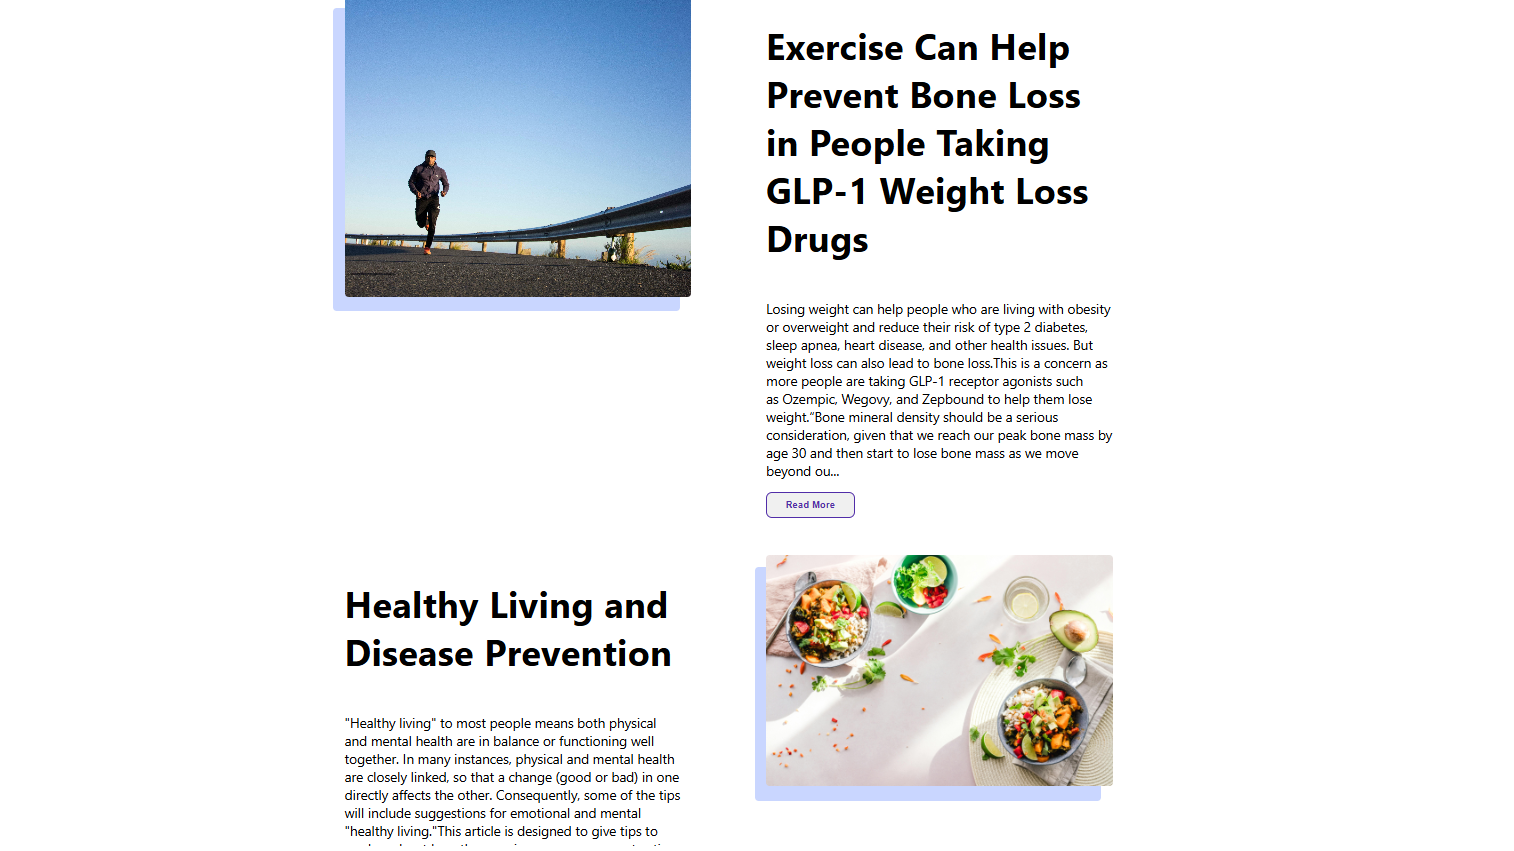 Exercise Can Help
Prevent Bone Loss
in People Taking
GLP-1 Weight Loss
Drugs
Losing weight can help people who are living with obesity
or overweight and reduce their risk of type 2 diabetes,
sleep apnea, heart disease, and other health issues. But
weight loss can also lead to bone loss.This is a concern as
more people are taking GLP-1 receptor agonists such
as Ozempic, Wegovy, and Zepbound to help them lose
weight.“Bone mineral density should be a serious
consideration, given that we reach our peak bone mass by
age 30 and then start to lose bone mass as we move
beyond ou...
Read More
Healthy Living and
Disease Prevention
"Healthy living" to most people means both physical
and mental health are in balance or functioning well
together. In many instances, physical and mental health
are closely linked, so that a change (good or bad) in one
directly affects the other. Consequently, some of the tips
will include suggestions for emotional and mental
"healthy living."This article is designed to give tips to